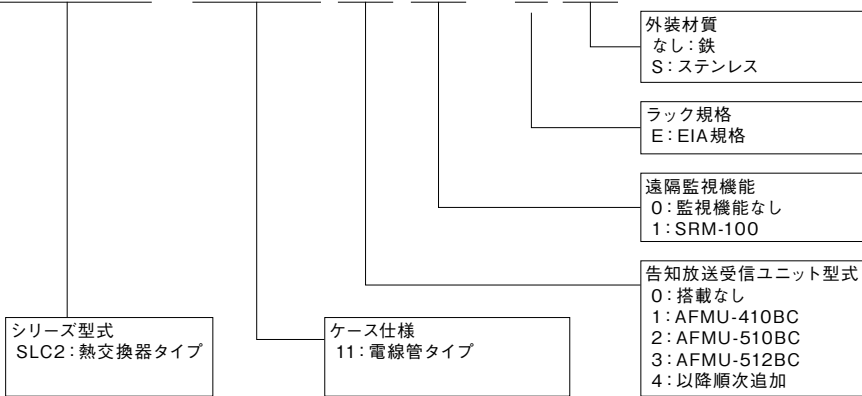 外装材質
なし：鉄
S：ステンレス
ラック規格
E：EIA規格
遠隔監視機能
0：監視機能なし
1：SRM-100
告知放送受信ユニット型式
0：搭載なし
1：AFMU-410BC
2：AFMU-510BC
3：AFMU-512BC
4：以降順次追加
シリーズ型式
SLC2：熱交換器タイプ
ケース仕様
11：電線管タイプ